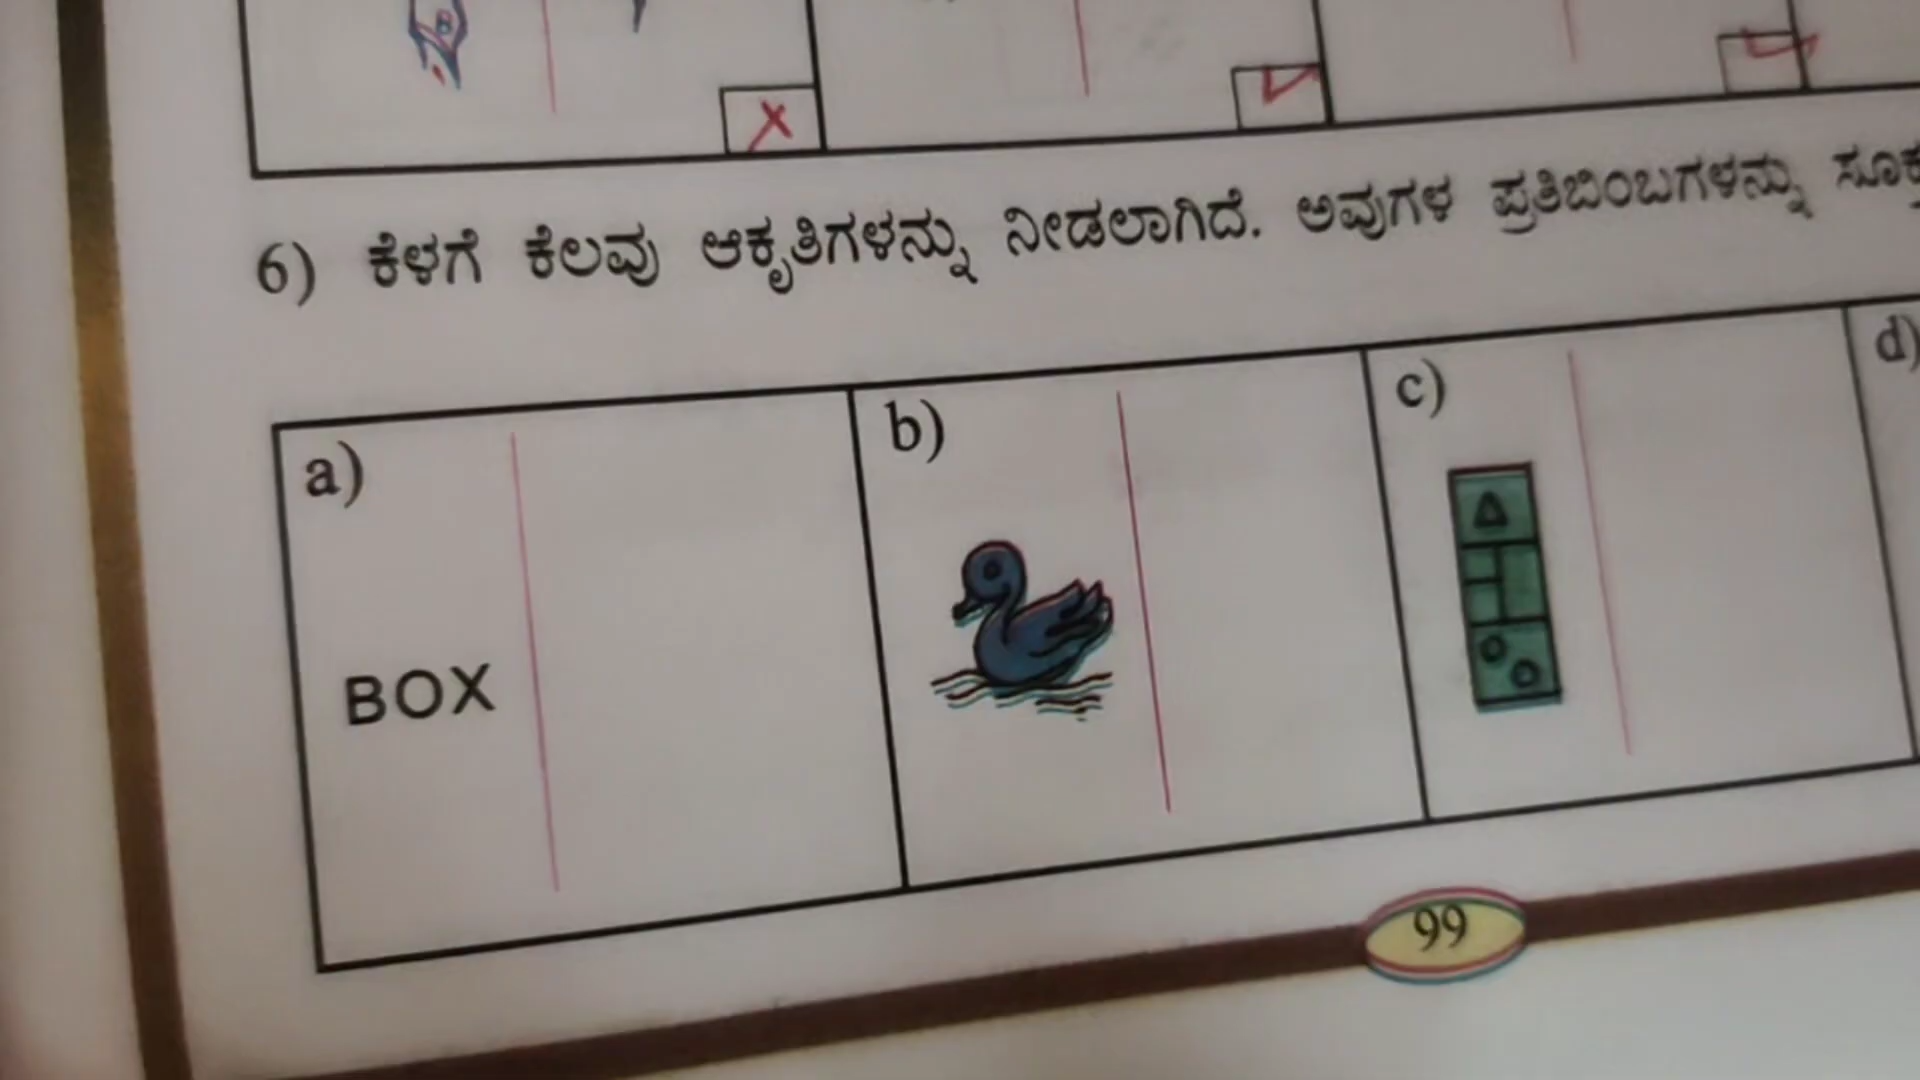 B
6) ಕೆಳಗೆ ಕೆಲವು ಆಕೃತಿಗಳನ್ನು ನೀಡಲಾಗಿದೆ. ಅವುಗಳ ಪ್ರತಿಬಿಂಬಗಳನ್ನು
a) b) c) d)
BOX
99